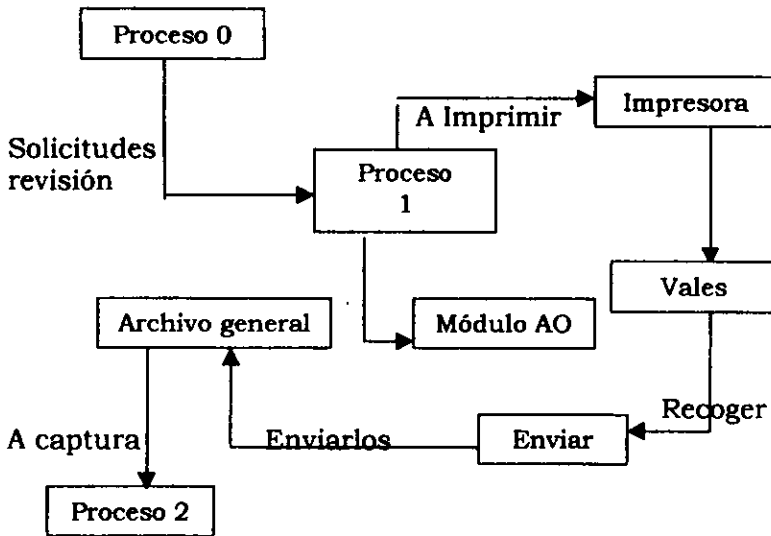 Proceso 0
A Imprimir
Impresora
Solicitudes
revisión
Proceso
1
Vales
Archivo general
Módulo AO
Recoger
A captura
Enviarlos
Enviar
Proceso 2